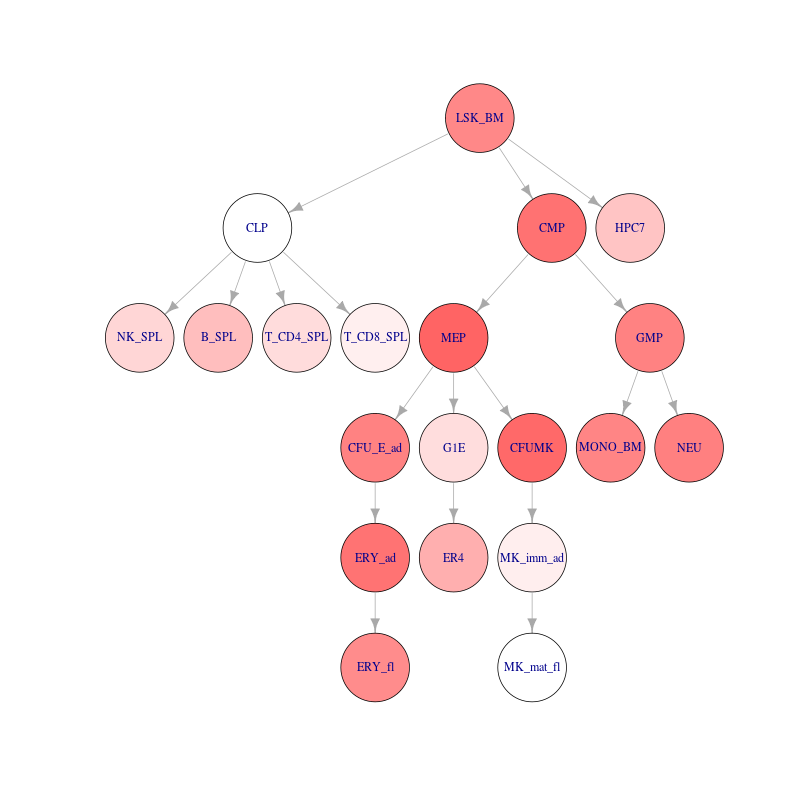 LSK_BM
CLP
CMP
HPC7
NK_SPL
B_SPL
T_CD4_SPL
T_CD8_SPL
MEP
GMP
CFU_E_ad
G1E
CFUMK
MONO_BM
NEU
ERY_ad
ER4
MK_imm_ad
ERY_fl
MK_mat_fl